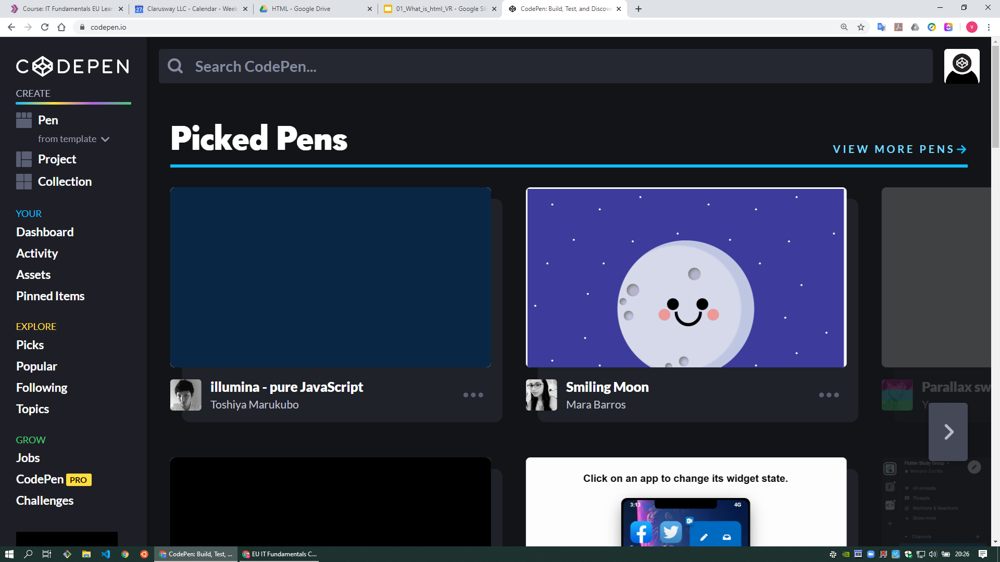 Course: IT Fundamentals EU Lear
Clarusway LLC - Calendar - Week
HTML - Google Drive
01_What_is_html_VR - Google Sli
CodePen: Build, Test, and Discove
codepen.io
V
CODEPEN
Search CodePen...
CREATE
Pen
from template
Project
Collection
YOUR
Dashboard
Activity
Assets
Pinned Items
EXPLORE
Picks
Popular
Following
Topics
GROW
Jobs
CodePen PRO
Challenges
Picked Pens
VIEW MORE PENS
illumina - pure JavaScript
Toshiya Marukubo
Smiling Moon
Mara Barros
Parallax sw
Click on an app to change its widget state.
3:13
4G
Flutter Study Group
Mariano Zorrilla
All unreads
Threads
Mentions & Reactions
Show more
Channels
CodePen: Build, Test, ...
EU IT Fundamentals C...
20:26